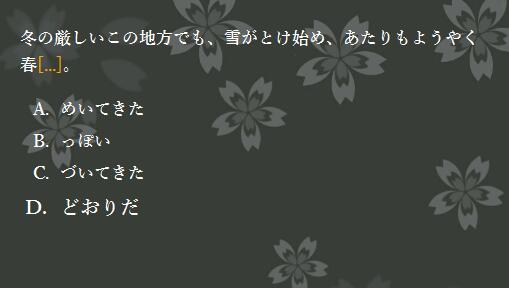 冬の厳しいこの地方でも、雪がとけ始め、あたりもようやく
春[...]。
A. めいてきた
B. っぽい
C. づいてきた
D. どおりだ